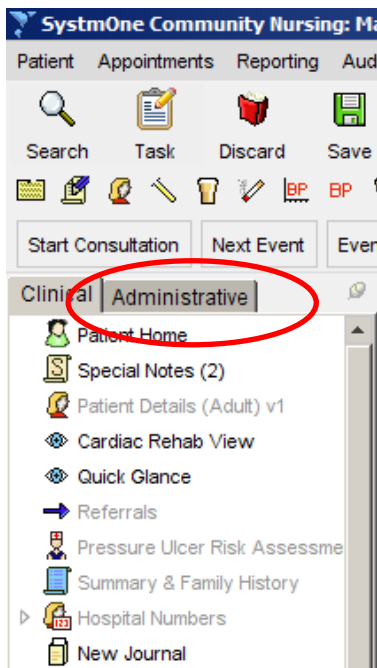 SystmOne Community Nursing: Ma
Patient Appointments Reporting Aud
Search Task Discard Save
BP BP
Start Consultation Next Event Even
Clinical Administrative
Patient Home
Special Notes (2)
Patient Details (Adult) v1
Cardiac Rehab View
Quick Glance
Referrals
Pressure Ulcer Risk Assessme
Summary & Family History
Hospital Numbers
New Journal